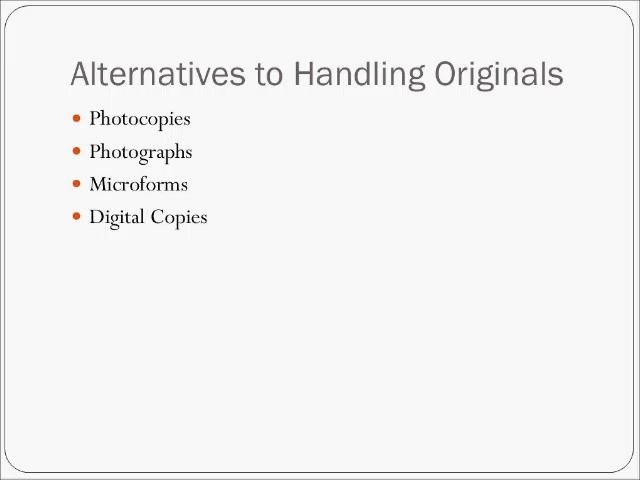 Alternatives to Handling Originals
• Photocopies
• Photographs
• Microforms
• Digital Copies